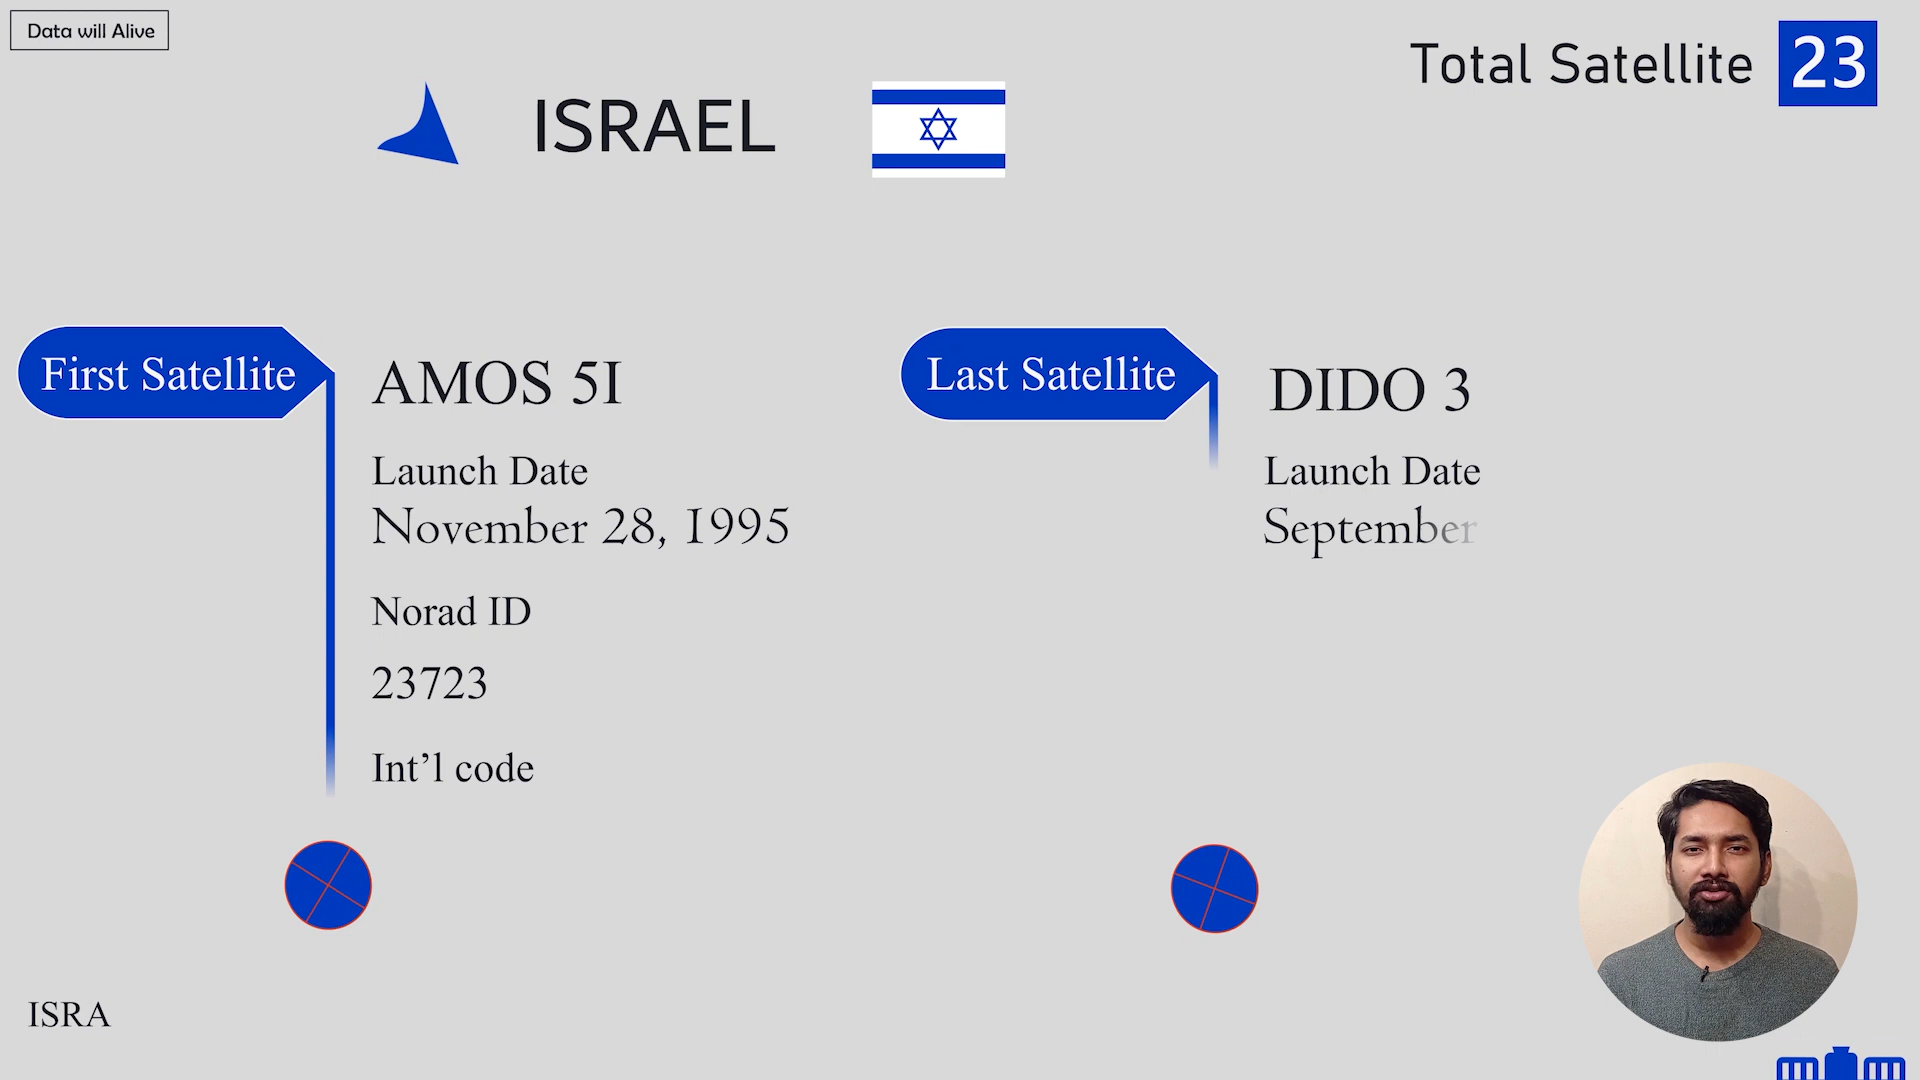 Data will Alive
Total Satellite 23
ISRAEL
First Satellite
AMOS 5I
Launch Date
November 28, 1995
Norad ID
23723
Int’l code
Last Satellite
DIDO 3
Launch Date
September
ISRA